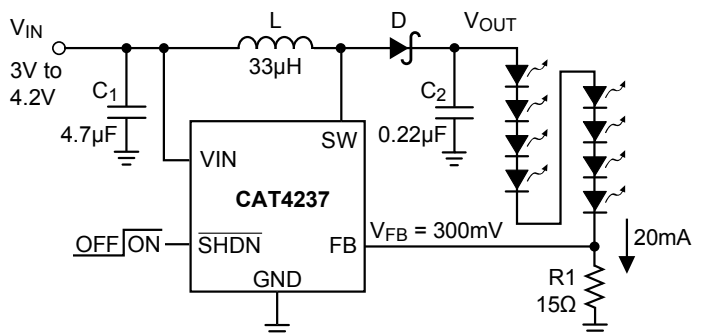 VIN
3V to
4.2V
C1
4.7µF
L
33µH
D
VOUT
C2
0.22µF
SW
VIN
CAT4237
OFF ON
SHDN
FB
VFB = 300mV
GND
20mA
R1
15Ω